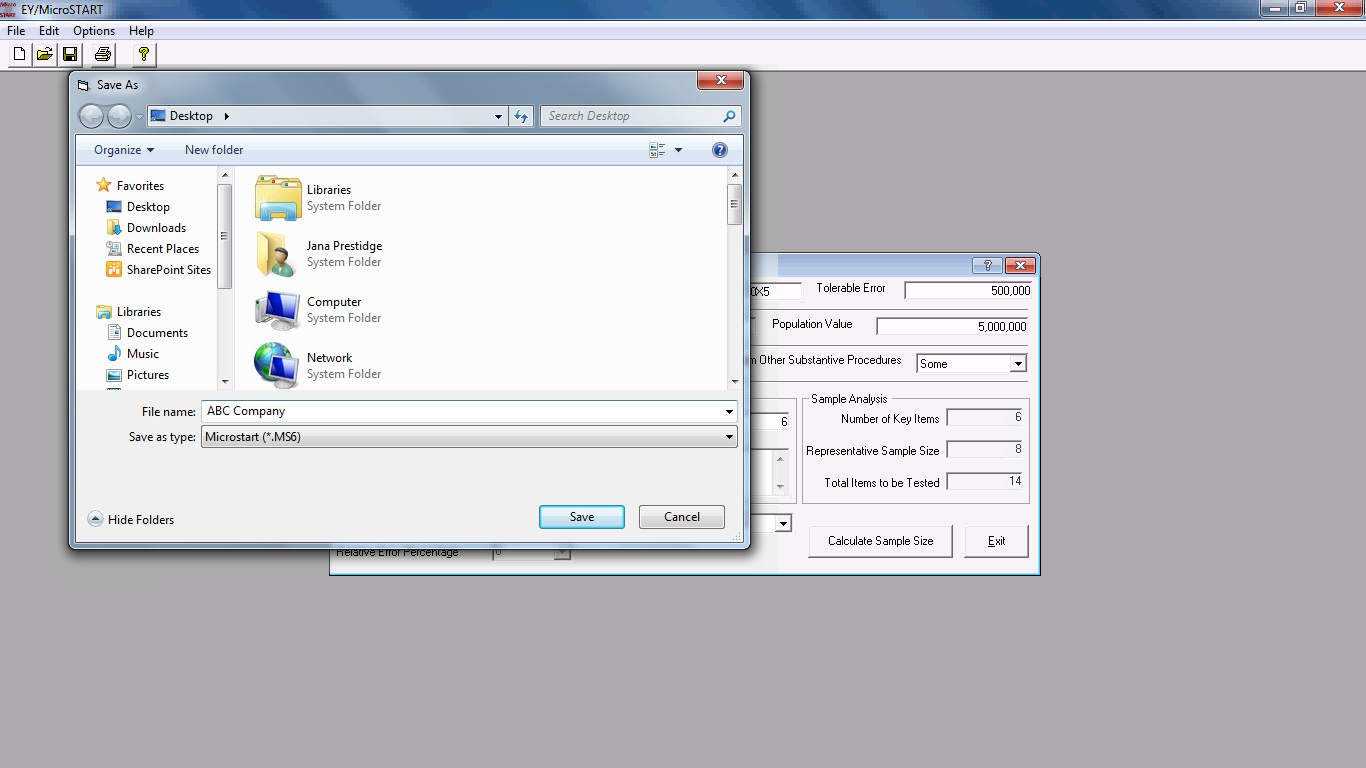 EY/MicroSTART
File Edit Options Help
Save As
Desktop
Search Desktop
Organize New folder
Favorites
Desktop
Downloads
Recent Places
SharePoint Sites
Libraries
Documents
Music
Pictures
Libraries
System Folder
Jana Prestidge
System Folder
Computer
System Folder
Network
System Folder
File name: ABC Company
Save as type: Microstart (*.MS6)
Hide Folders Save Cancel
Tolerable Error 500,000
Population Value 5,000,000
Other Substantive Procedures Some
6
Sample Analysis
Number of Key Items 6
Representative Sample Size 8
Total Items to be Tested 14
Calculate Sample Size Exit
Relative Error Percentage 0